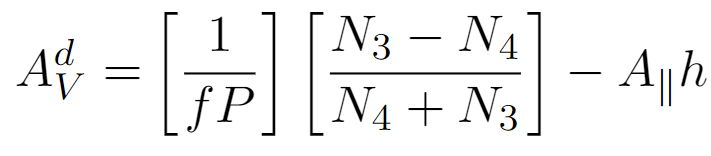 A_V^d = [1/(fP)] [(N_3 − N_4)/(N_4 + N_3)] − A_∥h